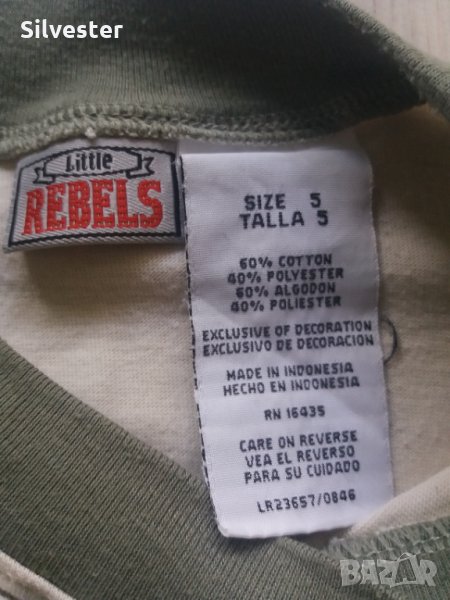 Silvester
Little
REBELS
SIZE 5
TALLA 5
60% COTTON
40% POLYESTER
60% ALGODON
40% POLIESTER
EXCLUSIVE OF DECORATION
EXCLUSIVO DE DECORACION
MADE IN INDONESIA
HECHO EN INDONESIA
RN 16435
CARE ON REVERSE
VEA EL REVERSO
PARA SU CUIDADO
LR23657/0846
BAZAR